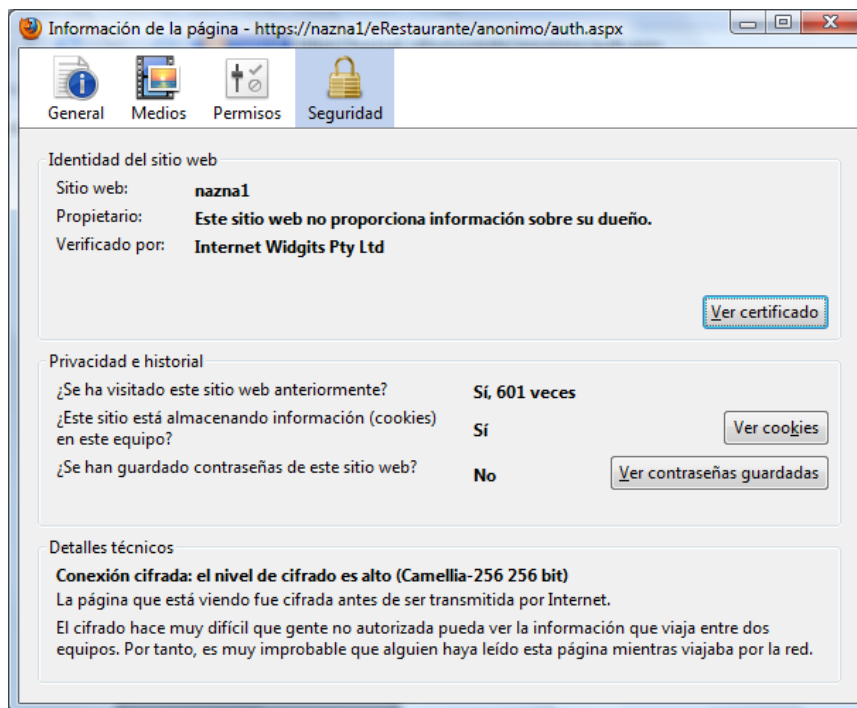 Información de la página - https://nazna1/eRestaurante/anonimo/auth.aspx
General Medios Permisos Seguridad
Identidad del sitio web
Sitio web: nazna1
Propietario: Este sitio web no proporciona información sobre su dueño.
Verificado por: Internet Widgits Pty Ltd
Ver certificado
Privacidad e historial
¿Se ha visitado este sitio web anteriormente? Sí, 601 veces
¿Este sitio está almacenando información (cookies)
en este equipo? Sí Ver cookies
¿Se han guardado contraseñas de este sitio web? No Ver contraseñas guardadas
Detalles técnicos
Conexión cifrada: el nivel de cifrado es alto (Camellia-256 256 bit)
La página que está viendo fue cifrada antes de ser transmitida por Internet.
El cifrado hace muy difícil que gente no autorizada pueda ver la información que viaja entre dos
equipos. Por tanto, es muy improbable que alguien haya leído esta página mientras viajaba por la red.